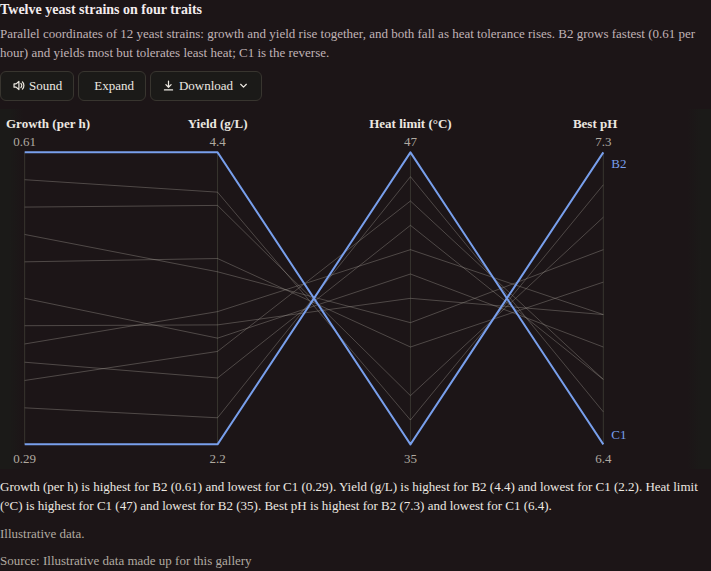 Twelve yeast strains on four traits
Parallel coordinates of 12 yeast strains: growth and yield rise together, and both fall as heat tolerance rises. B2 grows fastest (0.61 per
hour) and yields most but tolerates least heat; C1 is the reverse.
Sound Expand Download
Growth (per h) Yield (g/L) Heat limit (°C) Best pH
0.61 4.4 47 7.3
B2
C1
0.29 2.2 35 6.4
Growth (per h) is highest for B2 (0.61) and lowest for C1 (0.29). Yield (g/L) is highest for B2 (4.4) and lowest for C1 (2.2). Heat limit
(°C) is highest for C1 (47) and lowest for B2 (35). Best pH is highest for B2 (7.3) and lowest for C1 (6.4).
Illustrative data.
Source: Illustrative data made up for this gallery